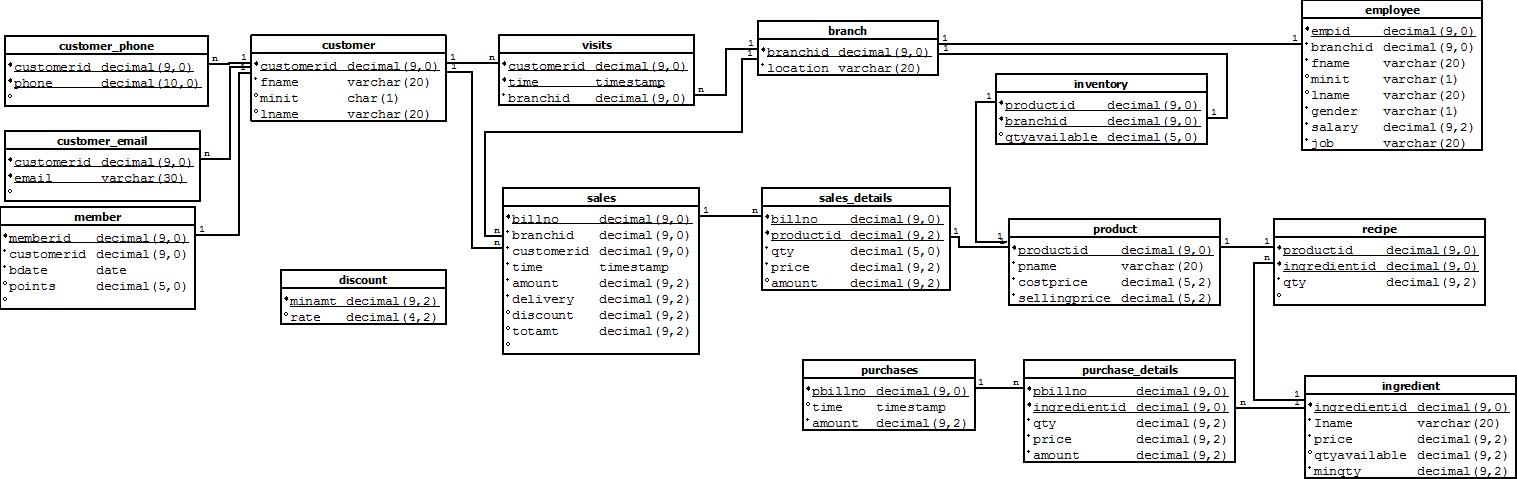 customer_phone
customerid decimal(9,0)
phone decimal(10,0)
n
1
customer
customerid decimal(9,0)
fname varchar(20)
minit char(1)
lname varchar(20)
1
1
1
n
visits
customerid decimal(9,0)
time timestamp
branchid decimal(9,0)
n
1
1
branch
branchid decimal(9,0)
location varchar(20)
1
1
1
employee
empid decimal(9,0)
branchid decimal(9,0)
fname varchar(20)
minit varchar(1)
lname varchar(20)
gender varchar(1)
salary decimal(9,2)
job varchar(20)
1
inventory
productid decimal(9,0)
branchid decimal(9,0)
qtyavailable decimal(5,0)
1
customer_email
customerid decimal(9,0)
email varchar(30)
n
member
memberid decimal(9,0)
customerid decimal(9,0)
bdate date
points decimal(5,0)
1
discount
minamt decimal(9,2)
rate decimal(4,2)
n
n
sales
billno decimal(9,0)
branchid decimal(9,0)
customerid decimal(9,0)
time timestamp
amount decimal(9,2)
delivery decimal(9,2)
discount decimal(9,2)
totamt decimal(9,2)
1
n
sales_details
billno decimal(9,0)
productid decimal(9,2)
qty decimal(5,0)
price decimal(9,2)
amount decimal(9,2)
1
1
product
productid decimal(9,0)
pname varchar(20)
costprice decimal(5,2)
sellingprice decimal(5,2)
1
1
n
recipe
productid decimal(9,0)
ingredientid decimal(9,0)
qty decimal(9,2)
purchases
pbillno decimal(9,0)
time timestamp
amount decimal(9,2)
1
n
purchase_details
pbillno decimal(9,0)
ingredientid decimal(9,0)
qty decimal(9,2)
price decimal(9,2)
amount decimal(9,2)
n
1
1
ingredient
ingredientid decimal(9,0)
Iname varchar(20)
price decimal(9,2)
qtyavailable decimal(9,2)
minqty decimal(9,2)